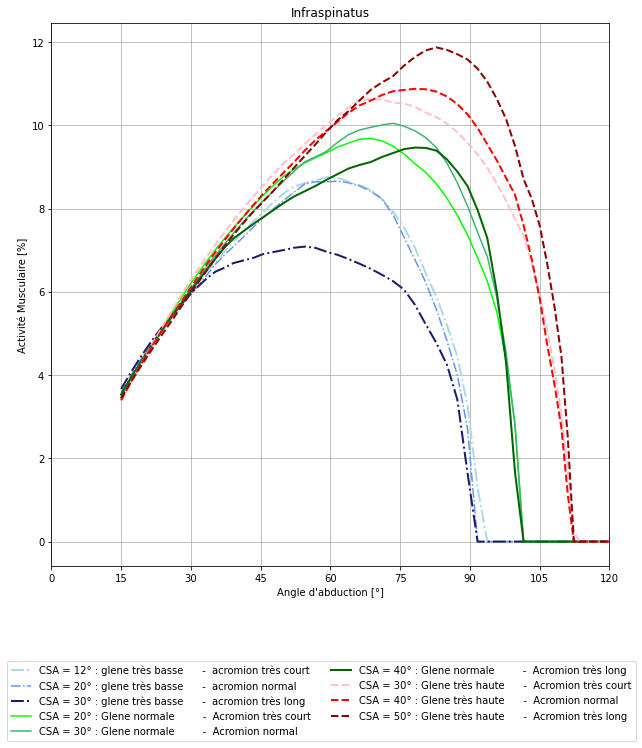 Infraspinatus
12
10
8
6
4
2
0
Activité Musculaire [%]
0 15 30 45 60 75 90 105 120
Angle d'abduction [°]
CSA = 12° : glene très basse - acromion très court
CSA = 20° : glene très basse - acromion normal
CSA = 30° : glene très basse - acromion très long
CSA = 20° : Glene normale - Acromion très court
CSA = 30° : Glene normale - Acromion normal
CSA = 40° : Glene normale - Acromion très long
CSA = 30° : Glene très haute - Acromion très court
CSA = 40° : Glene très haute - Acromion normal
CSA = 50° : Glene très haute - Acromion très long